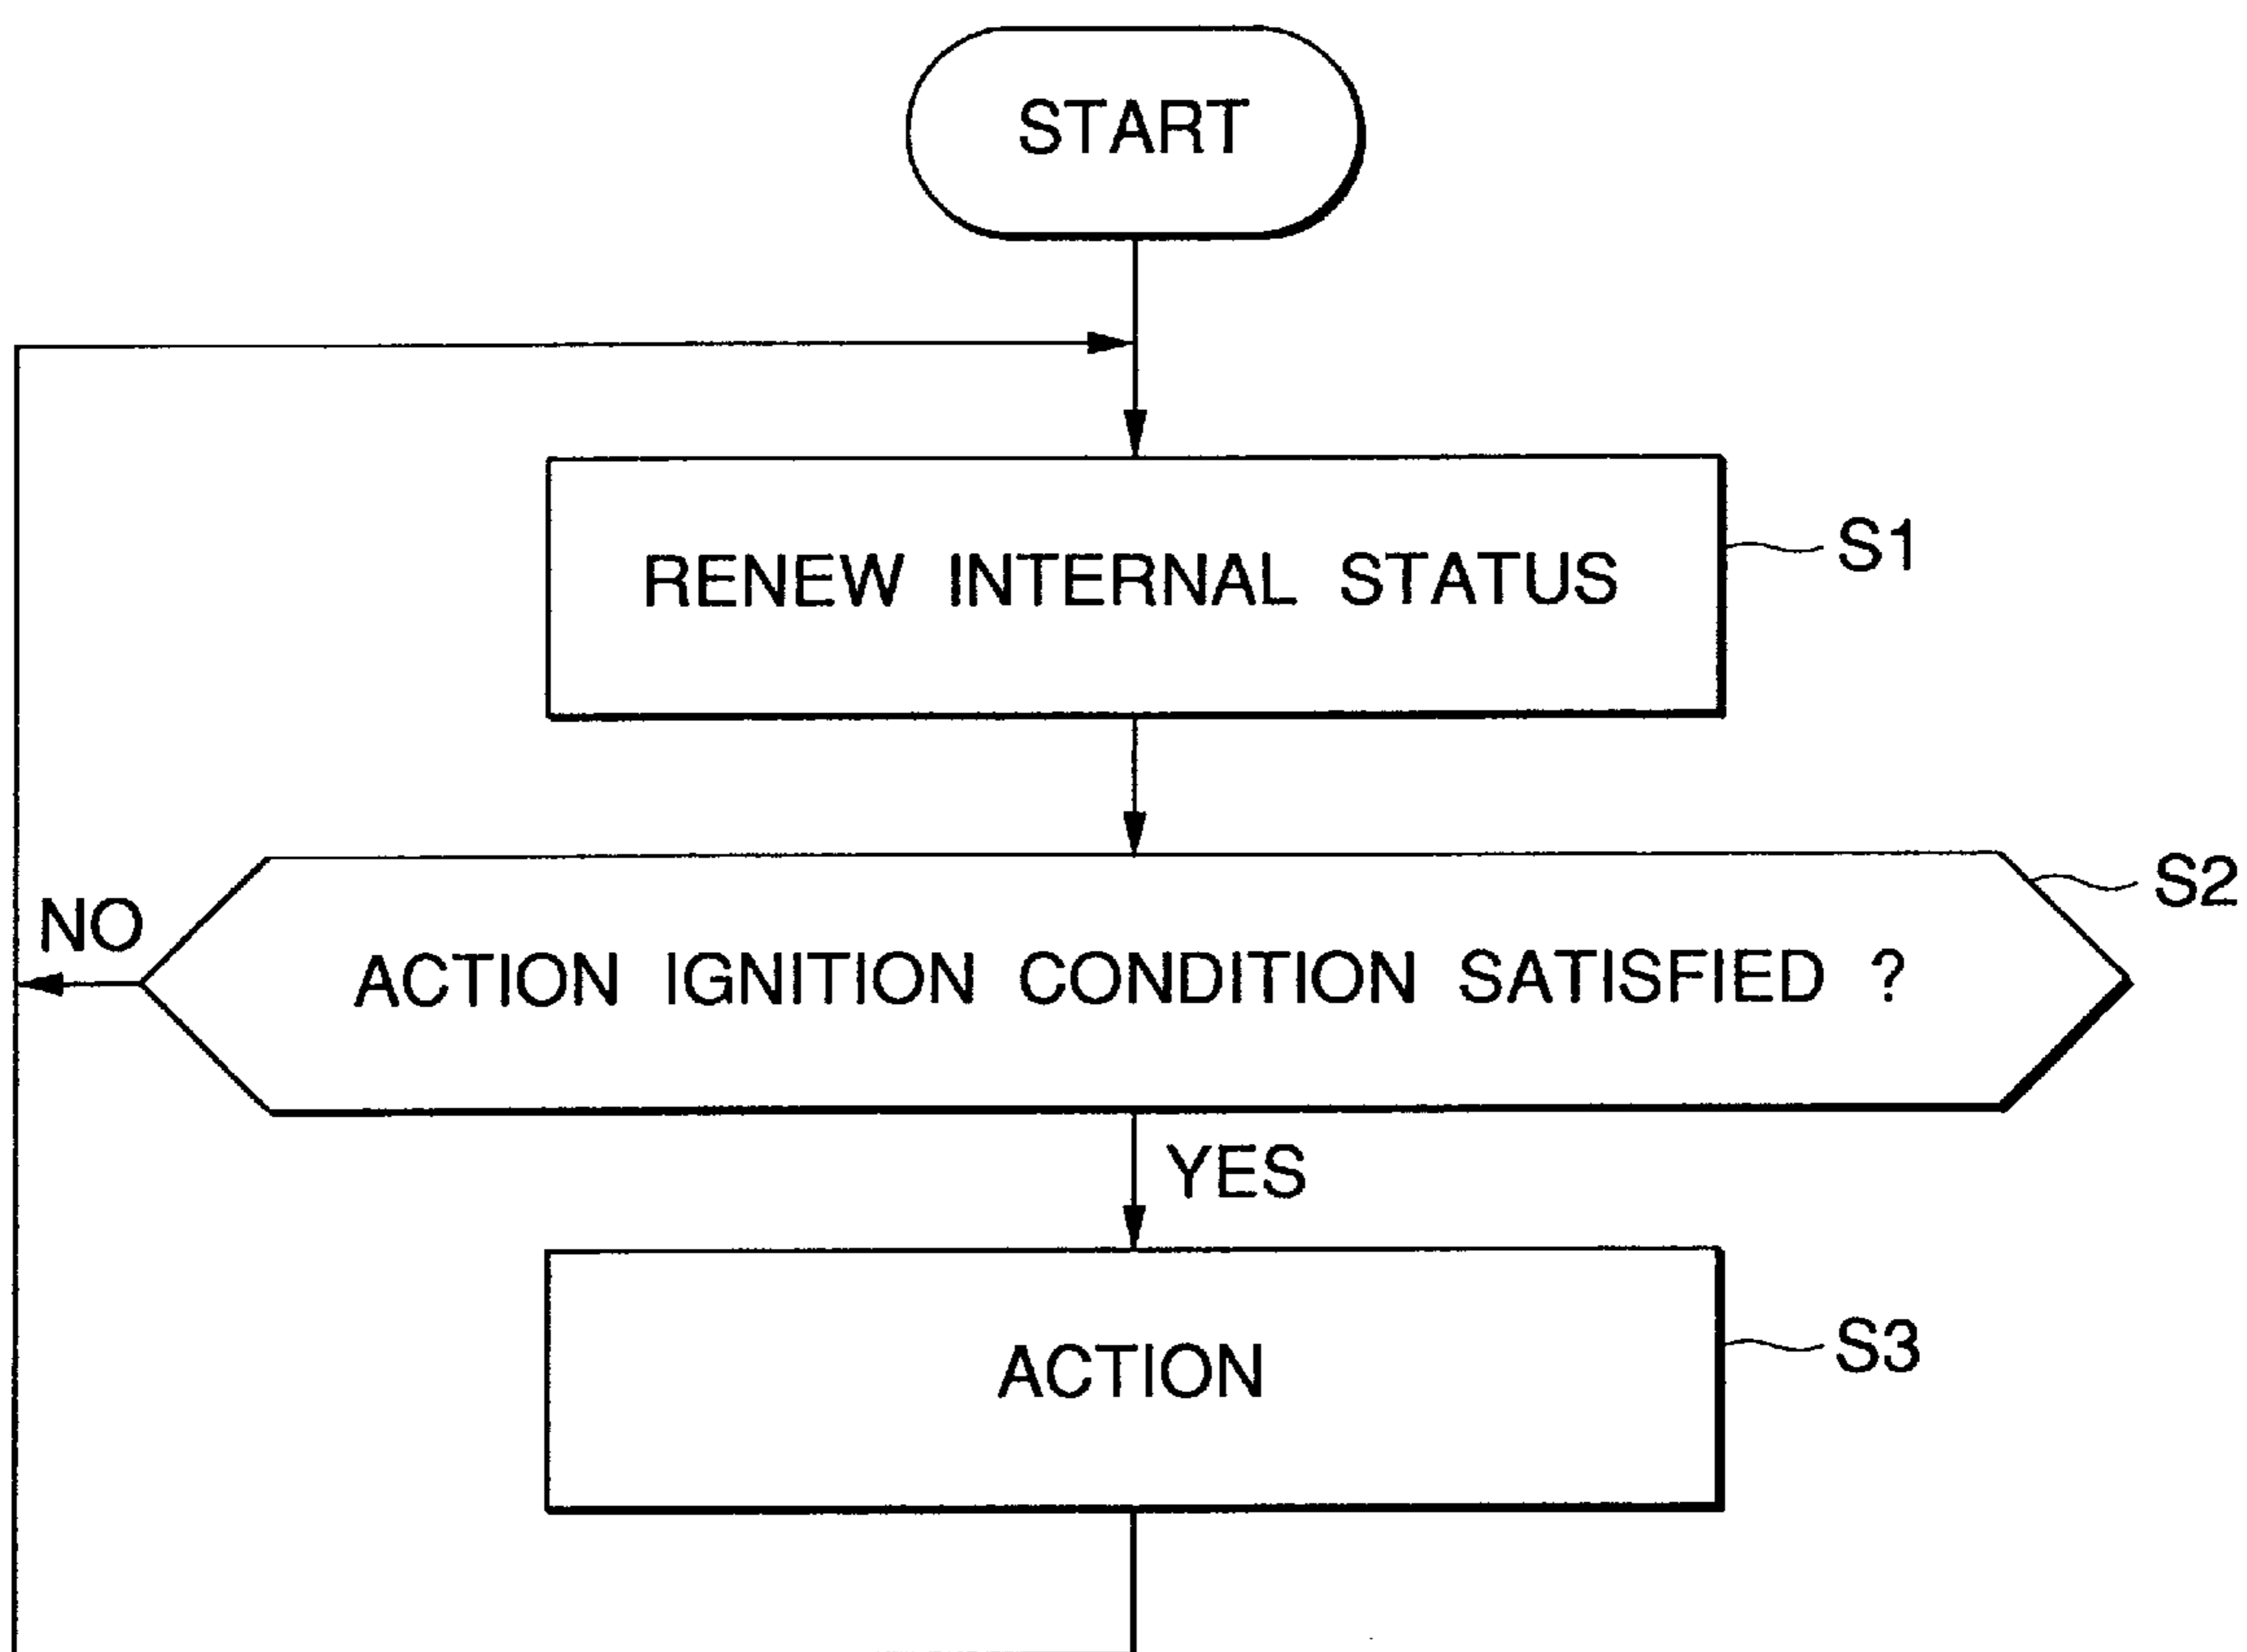 START
RENEW INTERNAL STATUS
S1
S2
NO
ACTION IGNITION CONDITION SATISFIED ?
YES
ACTION
S3